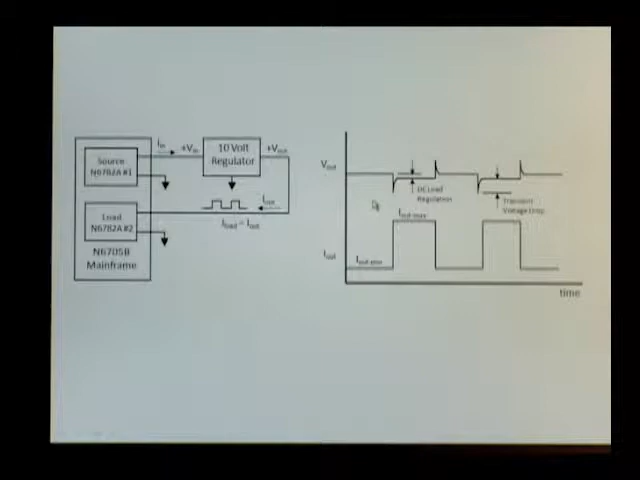 Source
N6782A #1
Load
N6782A #2
N6705B
Mainframe
Iin
+Vin
10 Volt
Regulator
+Vout
Iout
Iload = Iout
Vout
DC Load
Regulation
Transient
Voltage Drop
Iout max
Iout
Iout min
time